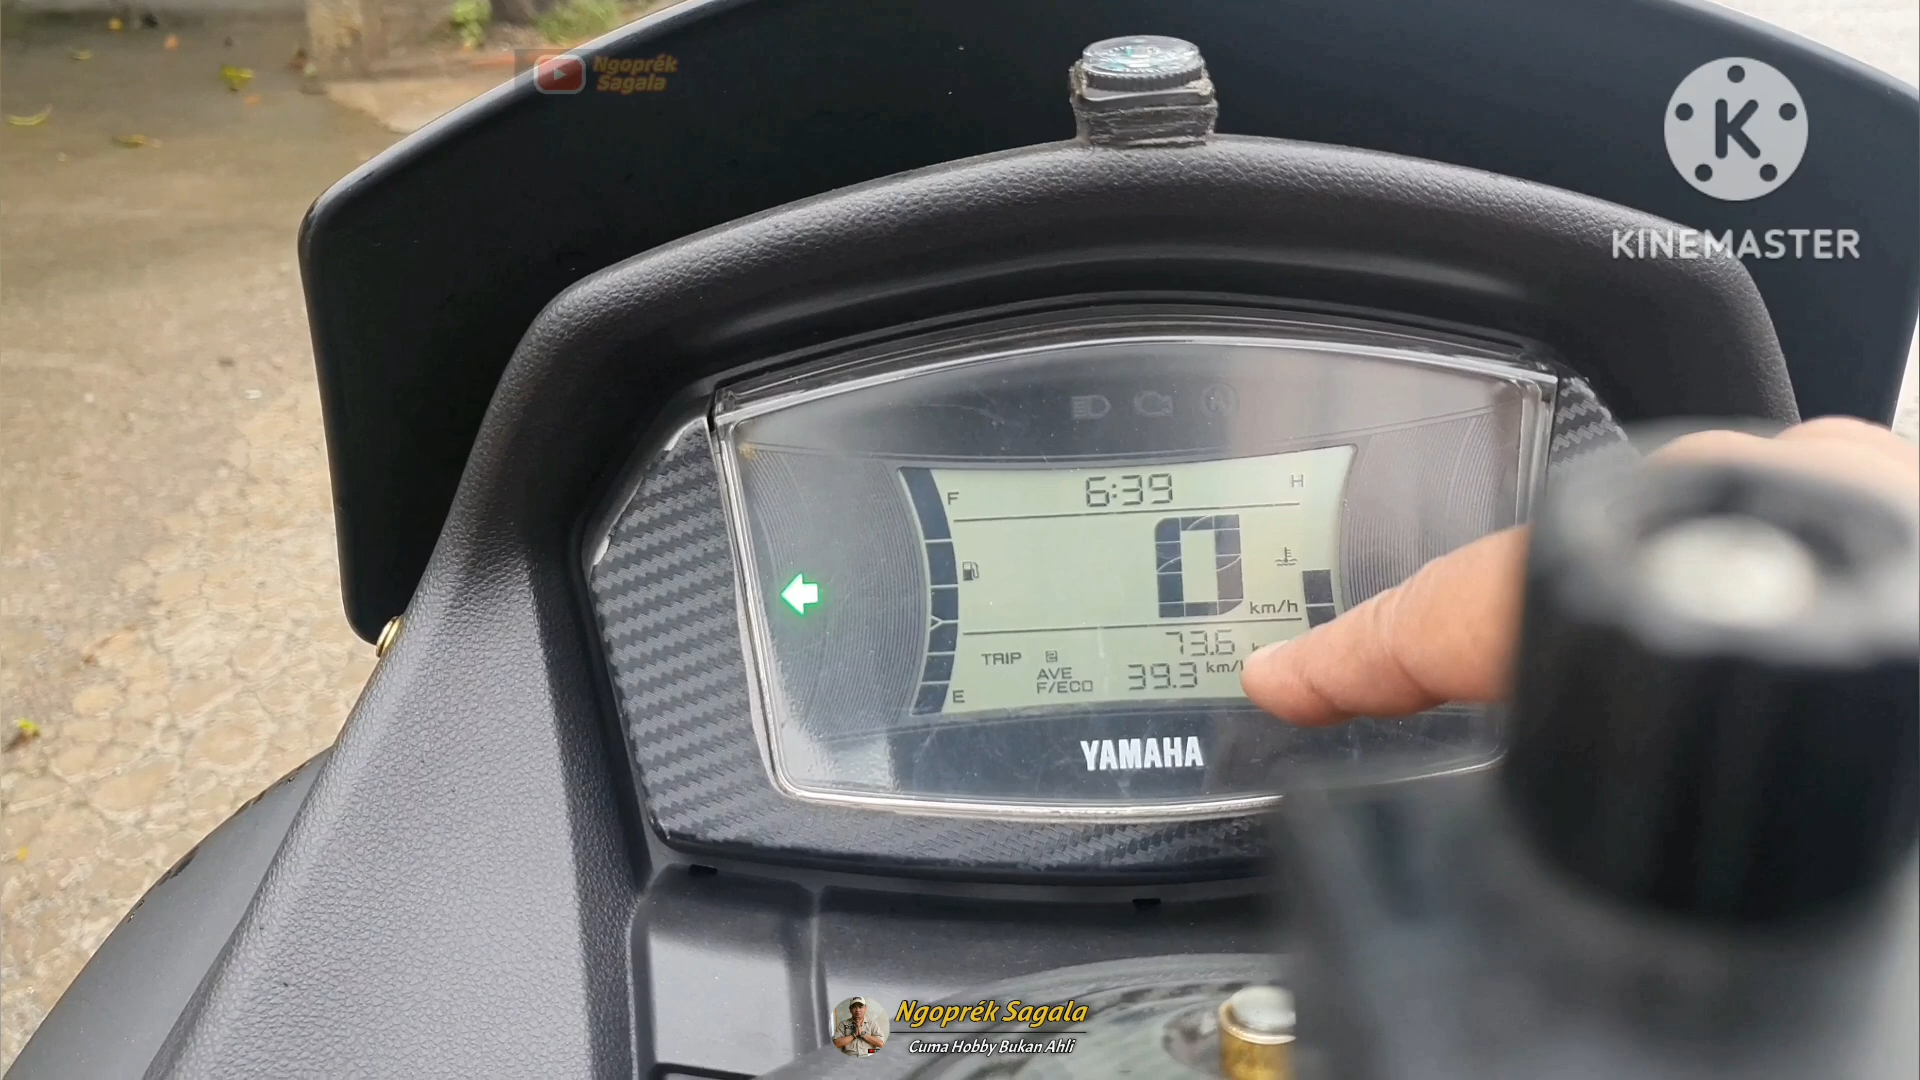 Ngoprék
Sagala
K
KINEMASTER
F
6:39
H
0
km/h
TRIP
73.6
AVE
F/ECO
39.3
km/l
E
YAMAHA
Ngoprék Sagala
Cuma Hobby Bukan Ahli